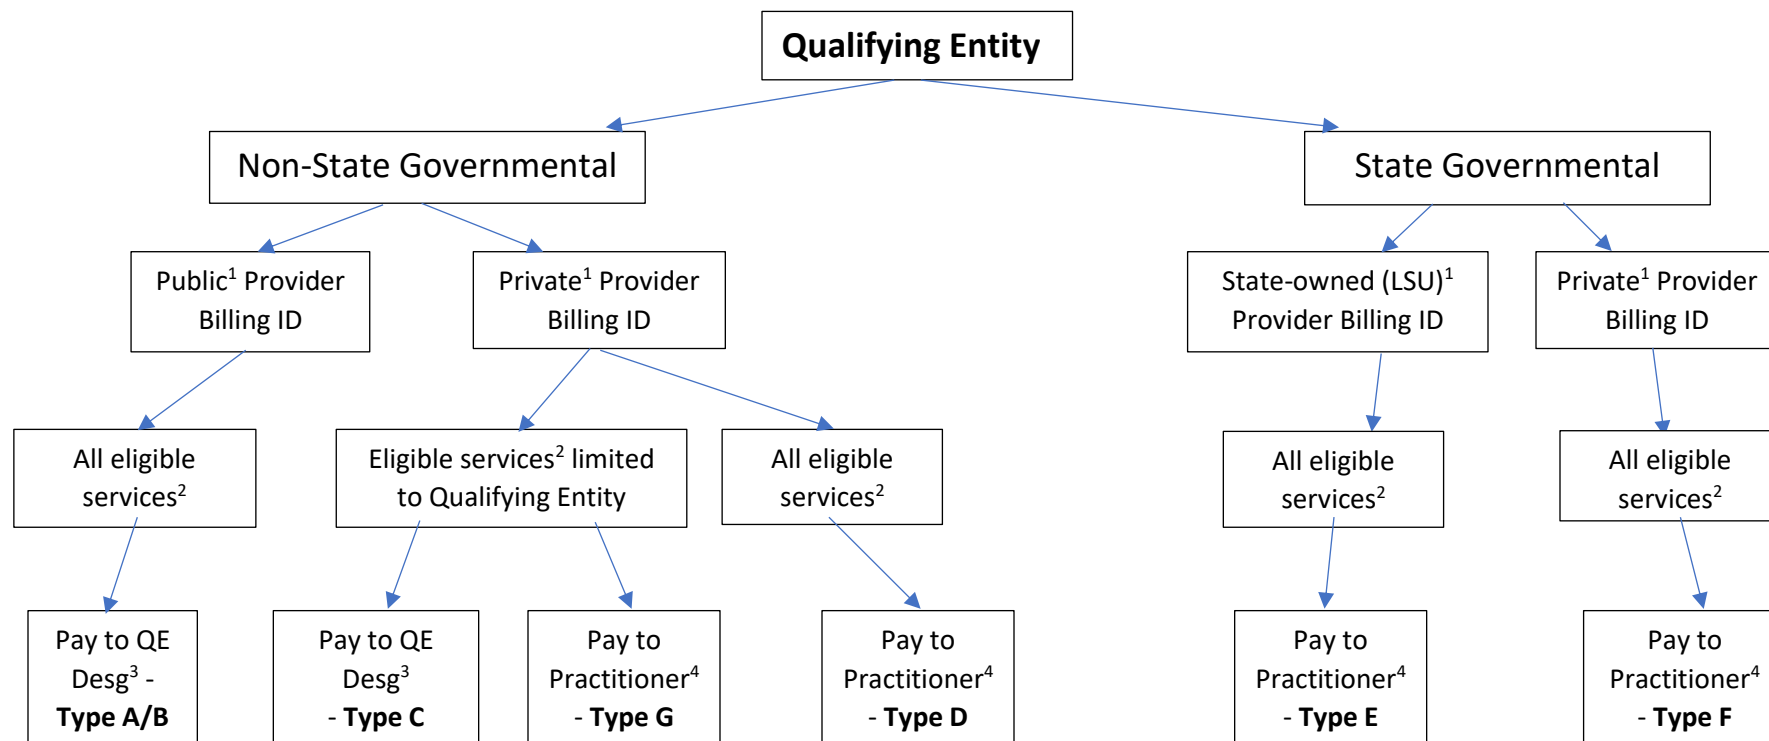 Qualifying Entity
Non-State Governmental
State Governmental
Public¹ Provider
Billing ID
Private¹ Provider
Billing ID
State-owned (LSU)¹
Provider Billing ID
Private¹ Provider
Billing ID
All eligible
services²
Eligible services² limited
to Qualifying Entity
All eligible
services²
All eligible
services²
All eligible
services²
Pay to QE
Desg³ -
Type A/B
Pay to QE
Desg³
- Type C
Pay to
Practitioner⁴
- Type G
Pay to
Practitioner⁴
- Type D
Pay to
Practitioner⁴
- Type E
Pay to
Practitioner⁴
- Type F